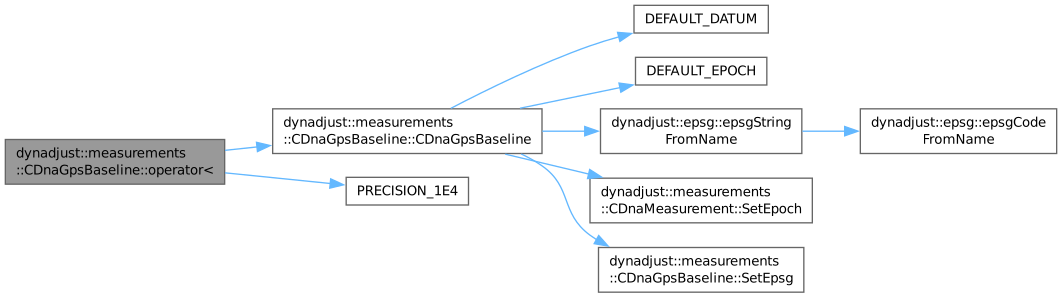 dynadjust::measurements
::CDnaGpsBaseline::operator<
dynadjust::measurements
::CDnaGpsBaseline::CDnaGpsBaseline
PRECISION_1E4
DEFAULT_DATUM
DEFAULT_EPOCH
dynadjust::epsg::epsgString
FromName
dynadjust::measurements
::CDnaMeasurement::SetEpoch
dynadjust::measurements
::CDnaGpsBaseline::SetEpsg
dynadjust::epsg::epsgCode
FromName